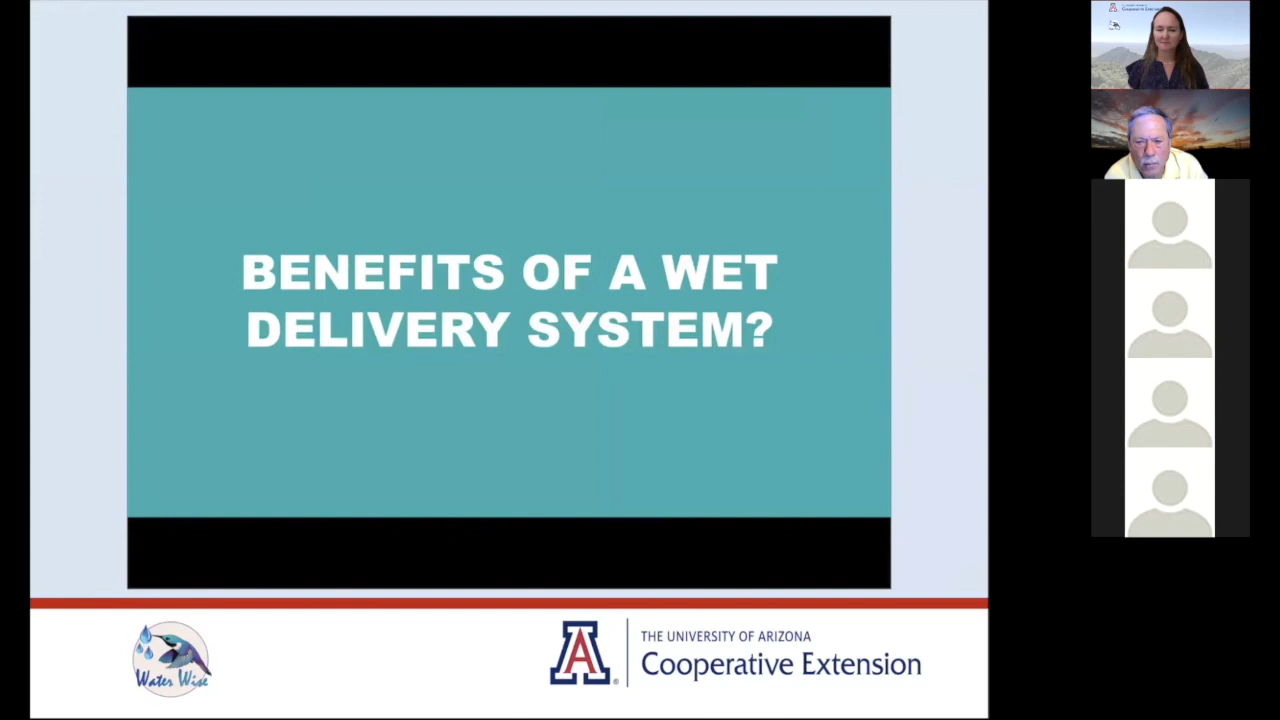 BENEFITS OF A WET
DELIVERY SYSTEM?
Water Wise
A
THE UNIVERSITY OF ARIZONA
Cooperative Extension